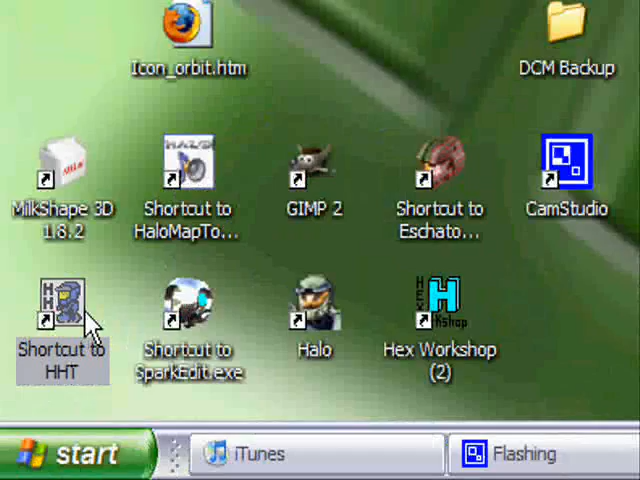 Icon_orbit.htm
DCM Backup
MilkShape 3D
1.8.2
Shortcut to
HaloMapTo...
GIMP 2
Shortcut to
Eschato...
CamStudio
Shortcut to
HHT
Shortcut to
SparkEdit.exe
Halo
Hex Workshop
(2)
start
iTunes
Flashing